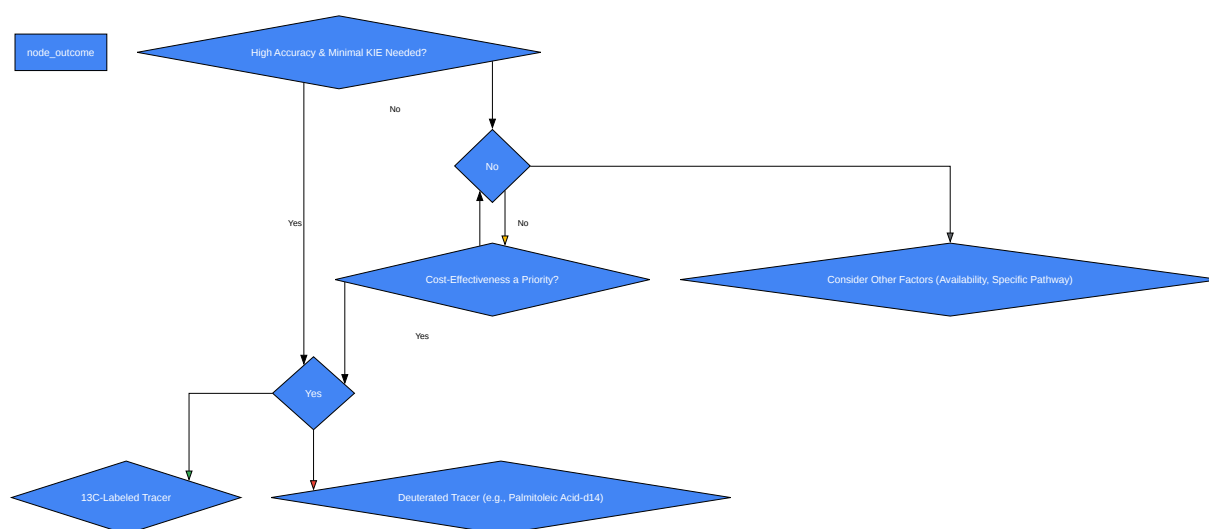 node_outcome
High Accuracy & Minimal KIE Needed?
No
No
Yes
No
Cost-Effectiveness a Priority?
Consider Other Factors (Availability, Specific Pathway)
Yes
Yes
13C-Labeled Tracer
Deuterated Tracer (e.g., Palmitoleic Acid-d14)